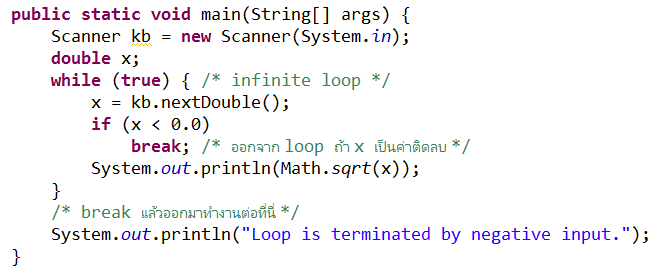 public static void main(String[] args) {
    Scanner kb = new Scanner(System.in);
    double x;
    while (true) { /* infinite loop */
        x = kb.nextDouble();
        if (x < 0.0)
            break; /* ออกจาก loop ถ้า x เป็นค่าติดลบ */
        System.out.println(Math.sqrt(x));
    }
    /* break แล้วออกมาทำงานต่อที่นี่ */
    System.out.println("Loop is terminated by negative input.");
}